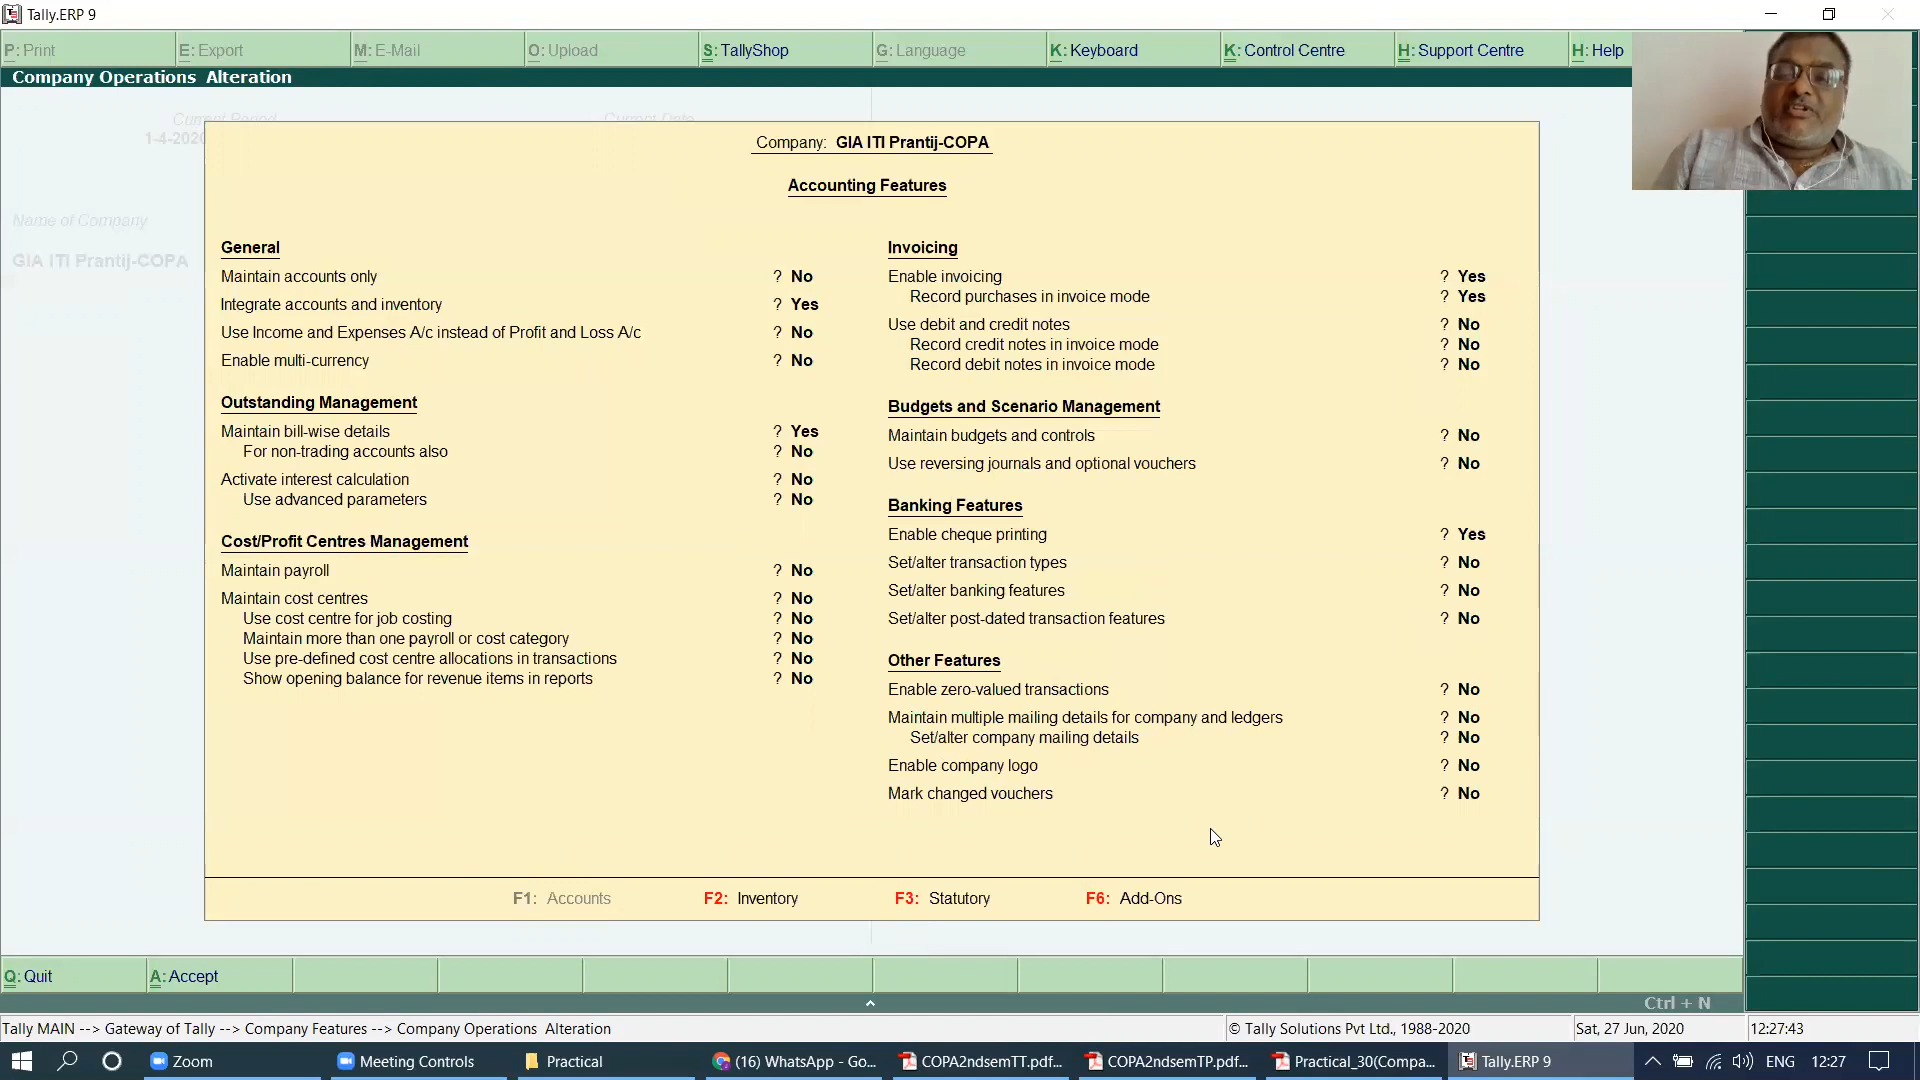 Tally.ERP 9
P: Print E: Export M: E-Mail O: Upload S: TallyShop G: Language K: Keyboard K: Control Centre H: Support Centre H: Help
Company Operations Alteration
Current Period Current Date
1-4-2020
Name of Company
GIA ITI Prantij-COPA
Company: GIA ITI Prantij-COPA
Accounting Features
General
Maintain accounts only ? No
Integrate accounts and inventory ? Yes
Use Income and Expenses A/c instead of Profit and Loss A/c ? No
Enable multi-currency ? No
Outstanding Management
Maintain bill-wise details ? Yes
For non-trading accounts also ? No
Activate interest calculation ? No
Use advanced parameters ? No
Cost/Profit Centres Management
Maintain payroll ? No
Maintain cost centres ? No
Use cost centre for job costing ? No
Maintain more than one payroll or cost category ? No
Use pre-defined cost centre allocations in transactions ? No
Show opening balance for revenue items in reports ? No
Invoicing
Enable invoicing ? Yes
Record purchases in invoice mode ? Yes
Use debit and credit notes ? No
Record credit notes in invoice mode ? No
Record debit notes in invoice mode ? No
Budgets and Scenario Management
Maintain budgets and controls ? No
Use reversing journals and optional vouchers ? No
Banking Features
Enable cheque printing ? Yes
Set/alter transaction types ? No
Set/alter banking features ? No
Set/alter post-dated transaction features ? No
Other Features
Enable zero-valued transactions ? No
Maintain multiple mailing details for company and ledgers ? No
Set/alter company mailing details ? No
Enable company logo ? No
Mark changed vouchers ? No
F1: Accounts F2: Inventory F3: Statutory F6: Add-Ons
Q: Quit A: Accept
Ctrl + N
Tally MAIN --> Gateway of Tally --> Company Features --> Company Operations Alteration © Tally Solutions Pvt Ltd., 1988-2020 Sat, 27 Jun, 2020 12:27:43
Zoom Meeting Controls Practical (16) WhatsApp - Go... COPA2ndsemTT.pdf... COPA2ndsemTP.pdf... Practical_30(Compa... Tally.ERP 9 ENG 12:27